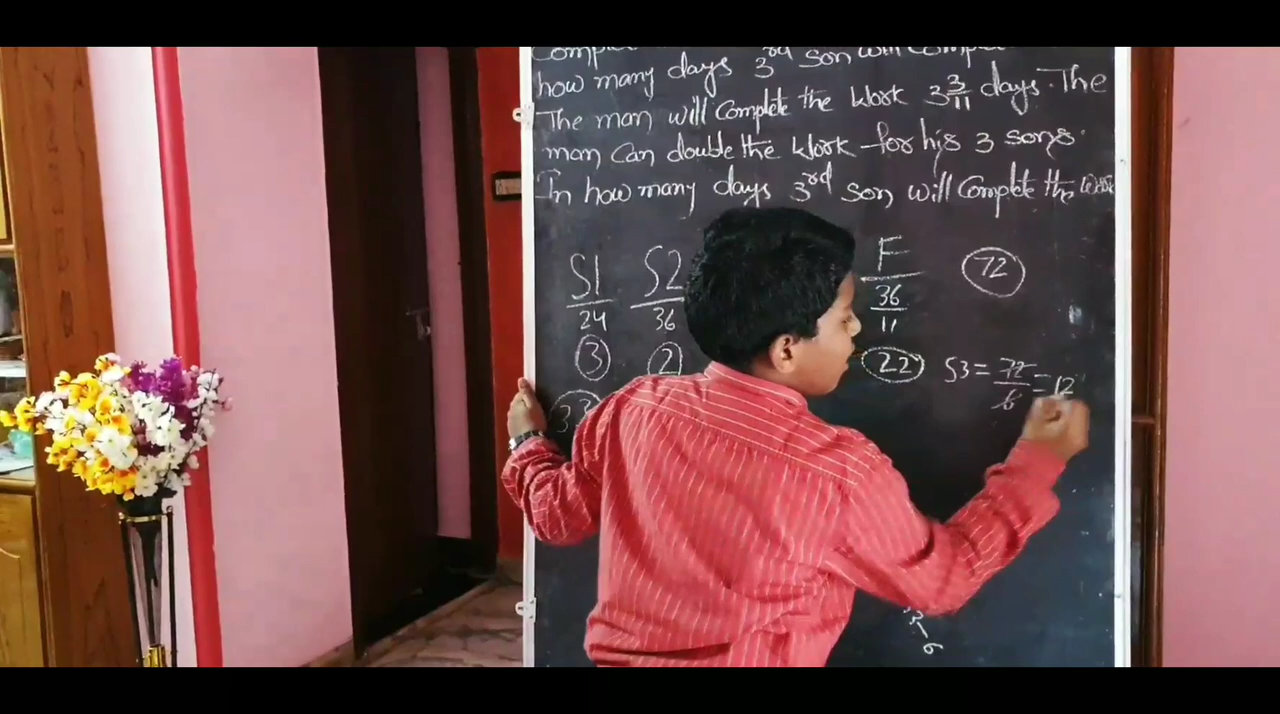 how many days 3rd son will
The man will complete the work 3 3/11 days. The
man can double the work for his 3 sons.
In how many days 3rd son will complete the work
S1 S2 F 72
24 36 36/11
3 2 22 S3 = 72/6 = 12
33